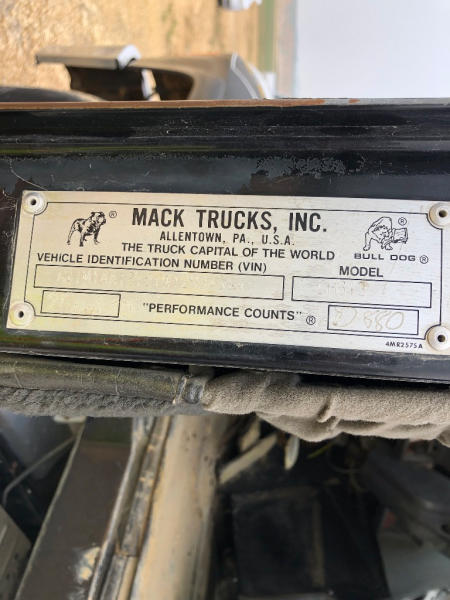 ®
MACK TRUCKS, INC.
ALLENTOWN, PA., U.S.A.
THE TRUCK CAPITAL OF THE WORLD
BULL DOG ®
VEHICLE IDENTIFICATION NUMBER (VIN)
MODEL
"PERFORMANCE COUNTS" ®
4MR2575A